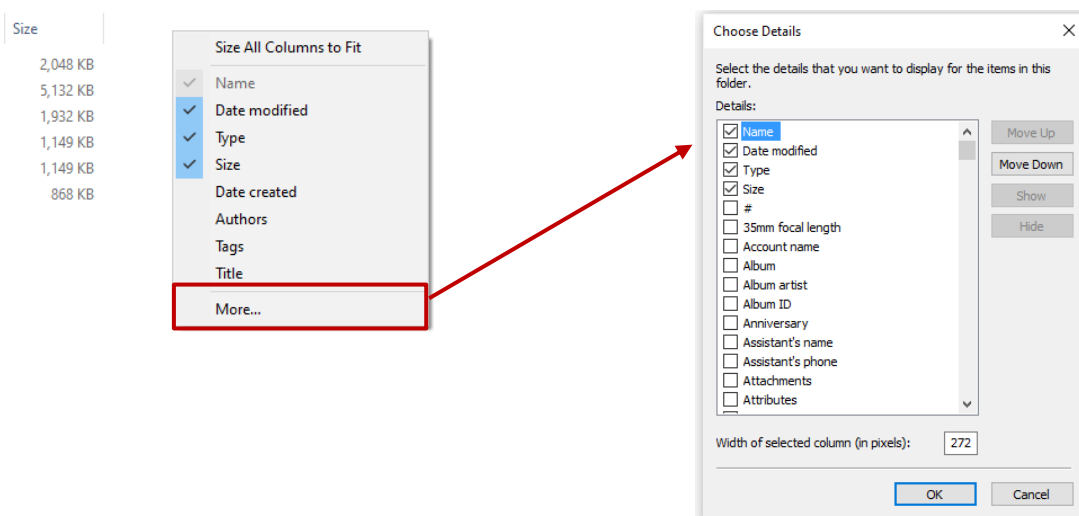 Size
2,048 KB
5,132 KB
1,932 KB
1,149 KB
1,149 KB
868 KB
Size All Columns to Fit
Name
Date modified
Type
Size
Date created
Authors
Tags
Title
More...
Choose Details
Select the details that you want to display for the items in this
folder.
Details:
Name
Date modified
Type
Size
#
35mm focal length
Account name
Album
Album artist
Album ID
Anniversary
Assistant's name
Assistant's phone
Attachments
Attributes
Move Up
Move Down
Show
Hide
Width of selected column (in pixels):
272
OK
Cancel